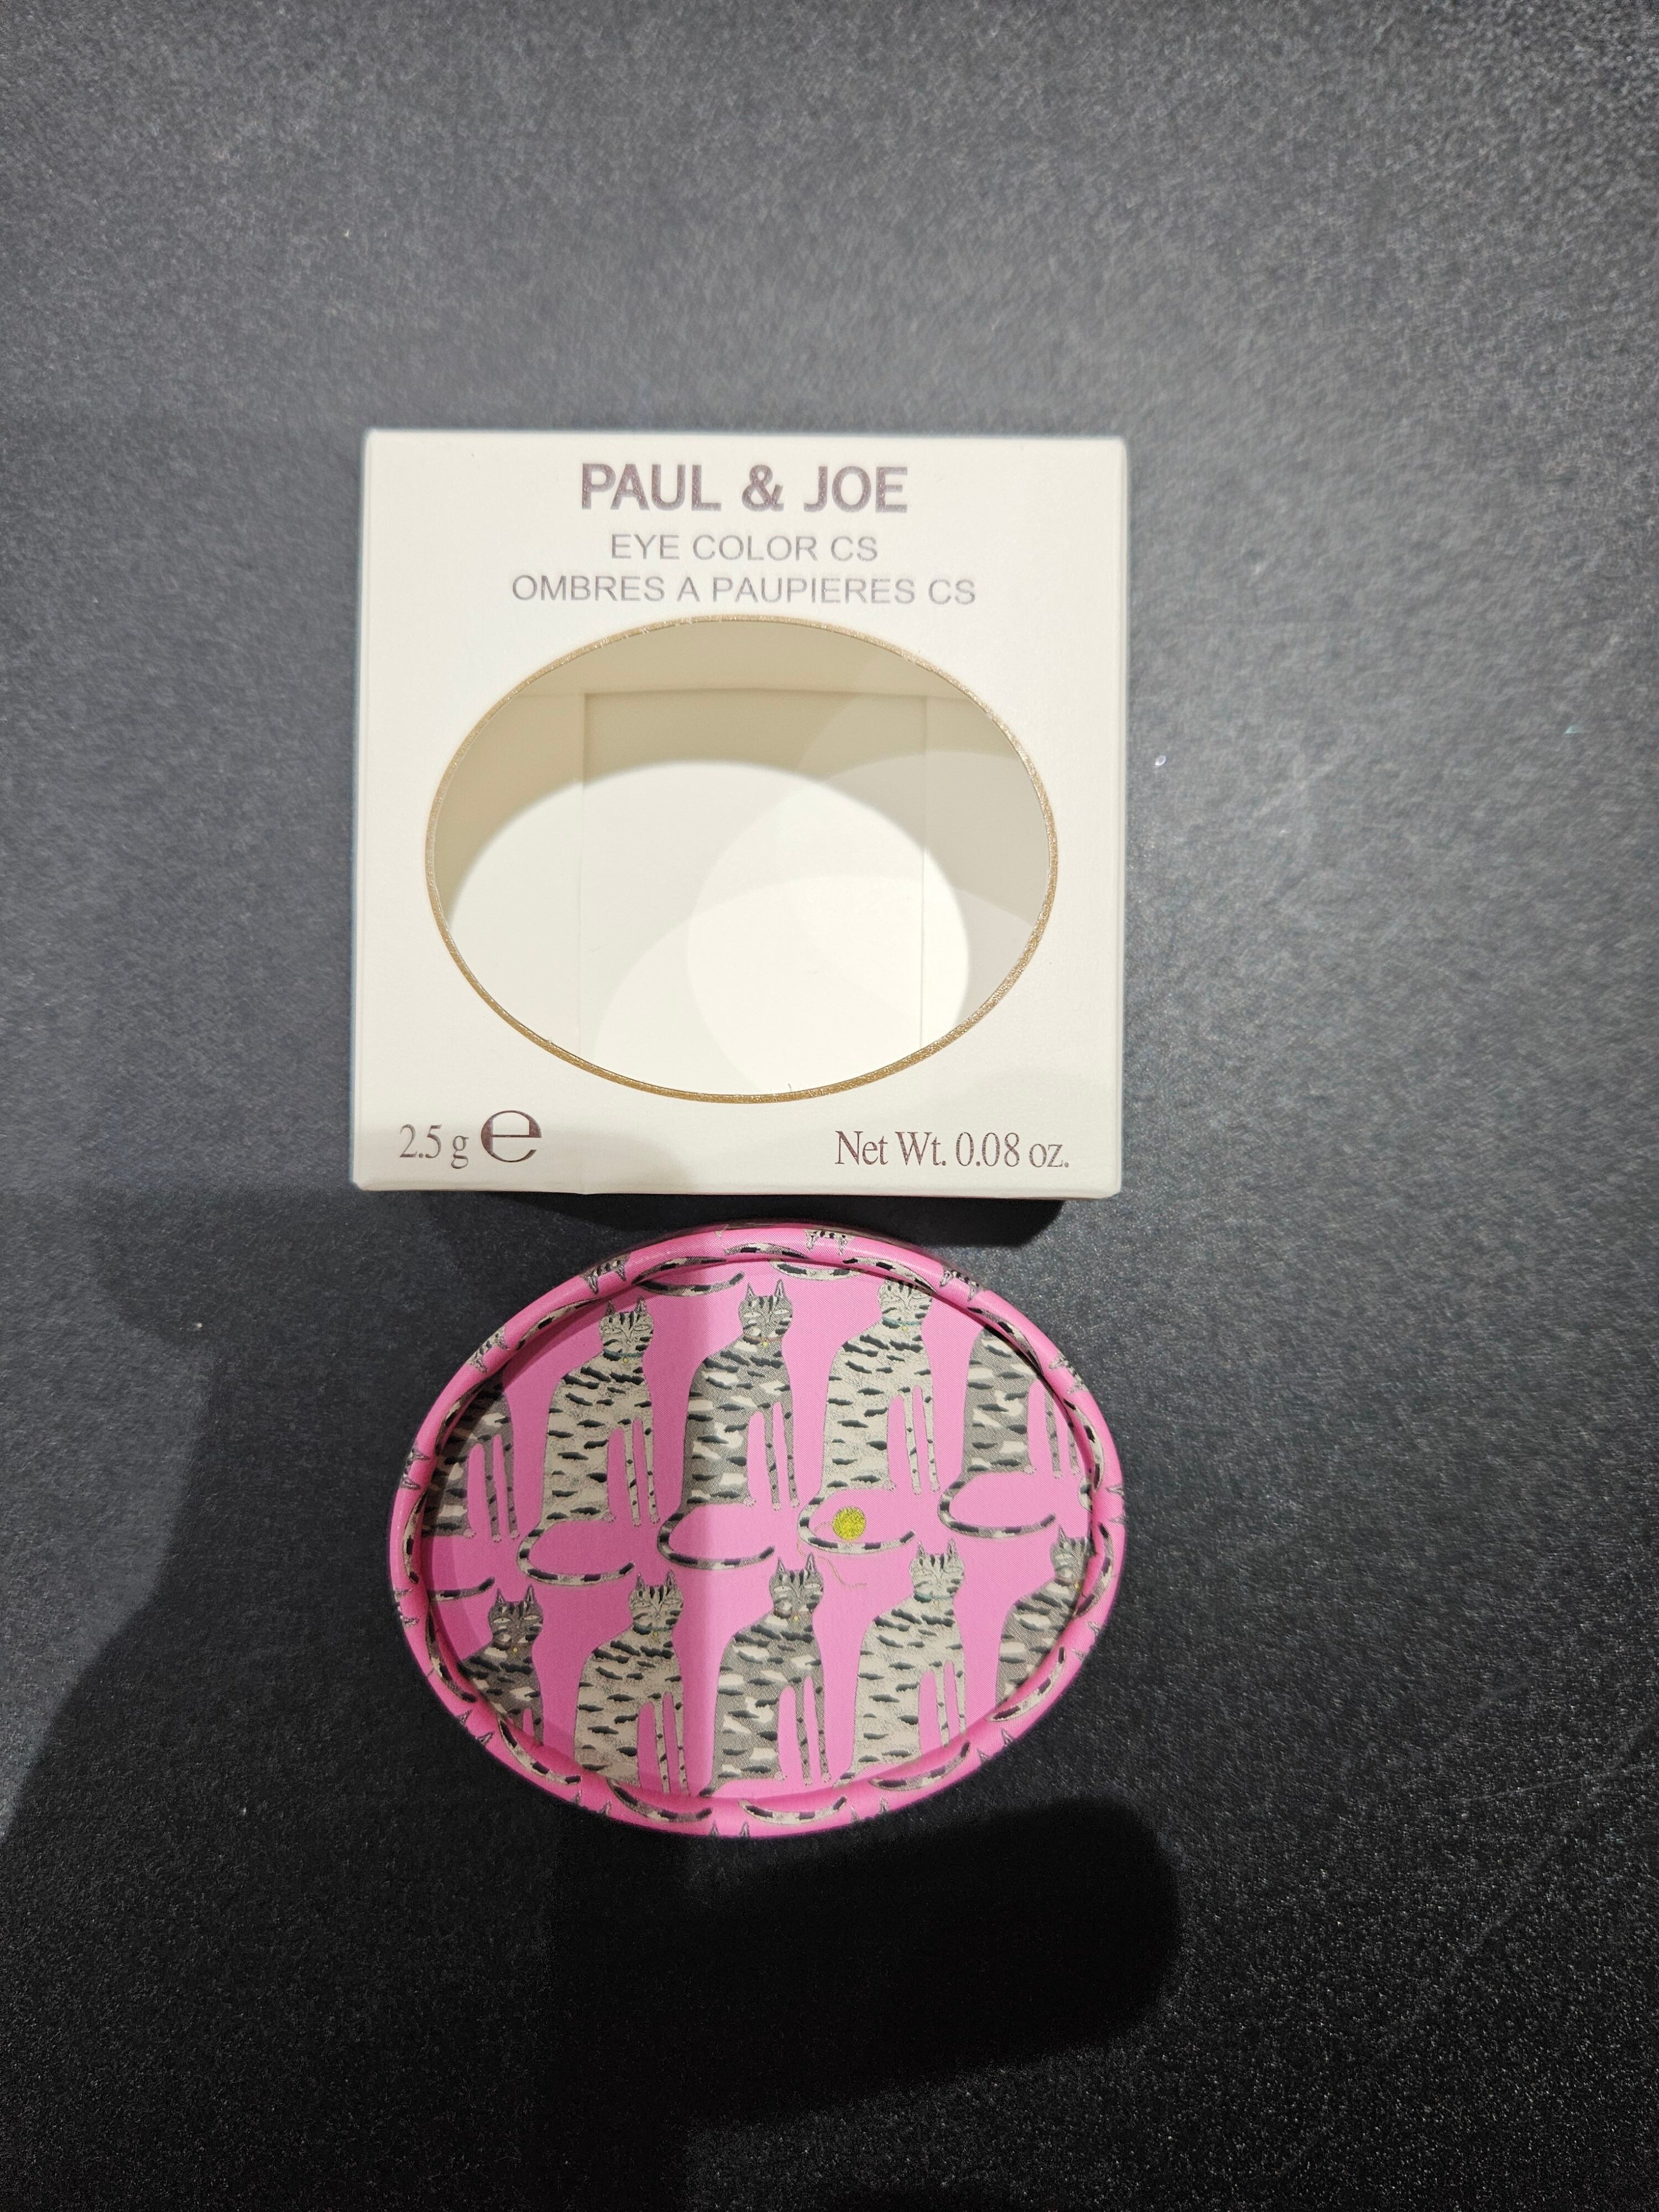 PAUL & JOE
EYE COLOR CS
OMBRES A PAUPIERES CS
2.5 g ℮
Net Wt. 0.08 oz.